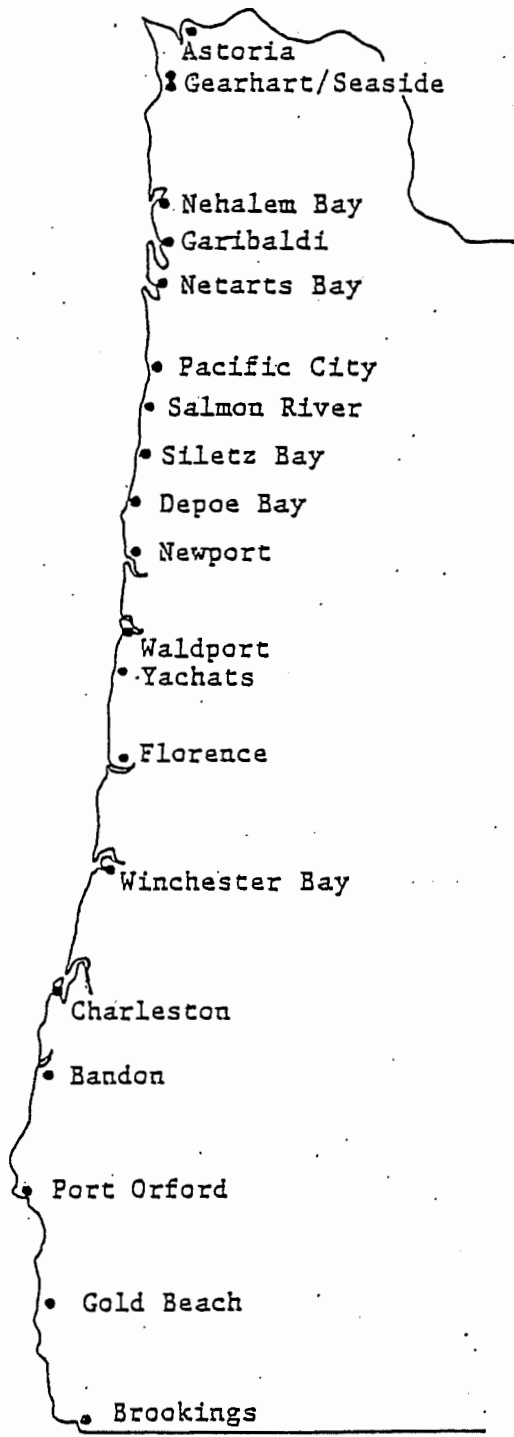 Astoria
Gearhart/Seaside
Nehalem Bay
Garibaldi
Netarts Bay
Pacific City
Salmon River
Siletz Bay
Depoe Bay
Newport
Waldport
Yachats
Florence
Winchester Bay
Charleston
Bandon
Port Orford
Gold Beach
Brookings